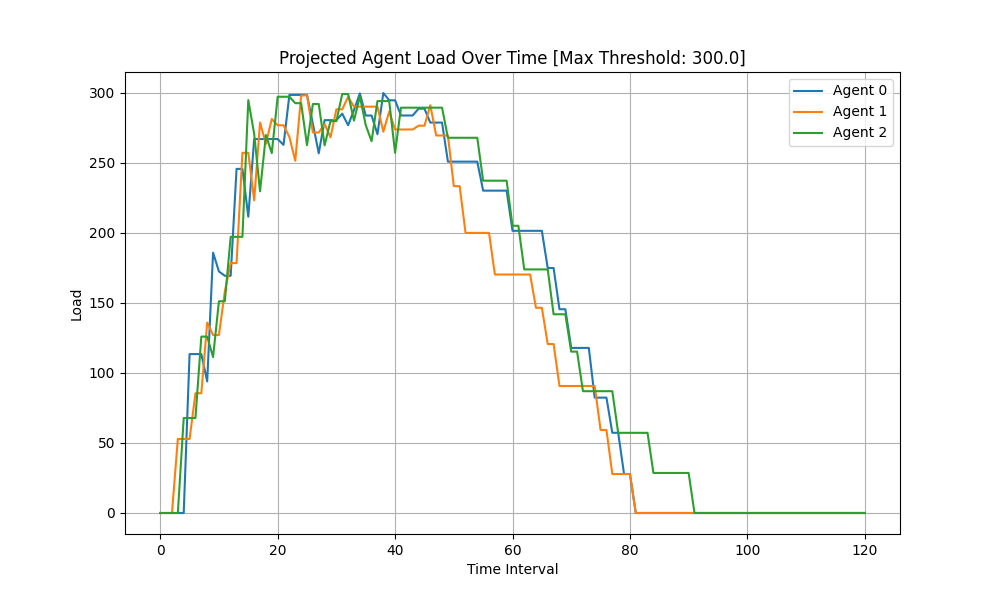 Projected Agent Load Over Time [Max Threshold: 300.0]
Agent 0
Agent 1
Agent 2
Load
300
250
200
150
100
50
0
0 20 40 60 80 100 120
Time Interval